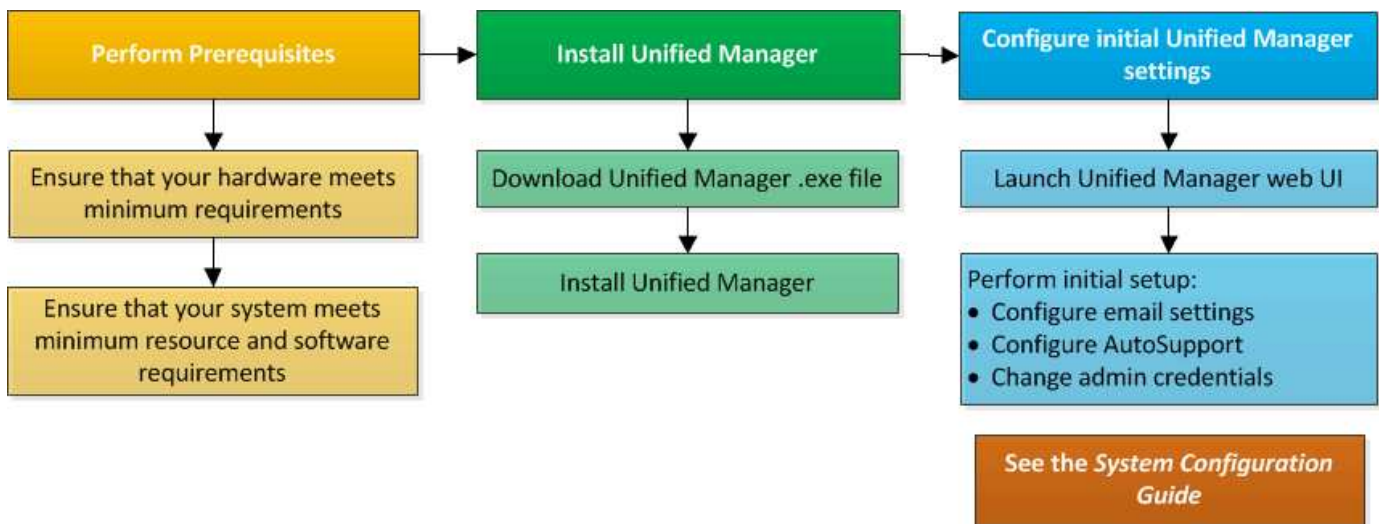 Perform Prerequisites
Install Unified Manager
Configure initial Unified Manager
settings
Ensure that your hardware meets
minimum requirements
Ensure that your system meets
minimum resource and software
requirements
Download Unified Manager .exe file
Install Unified Manager
Launch Unified Manager web UI
Perform initial setup:
• Configure email settings
• Configure AutoSupport
• Change admin credentials
See the System Configuration
Guide